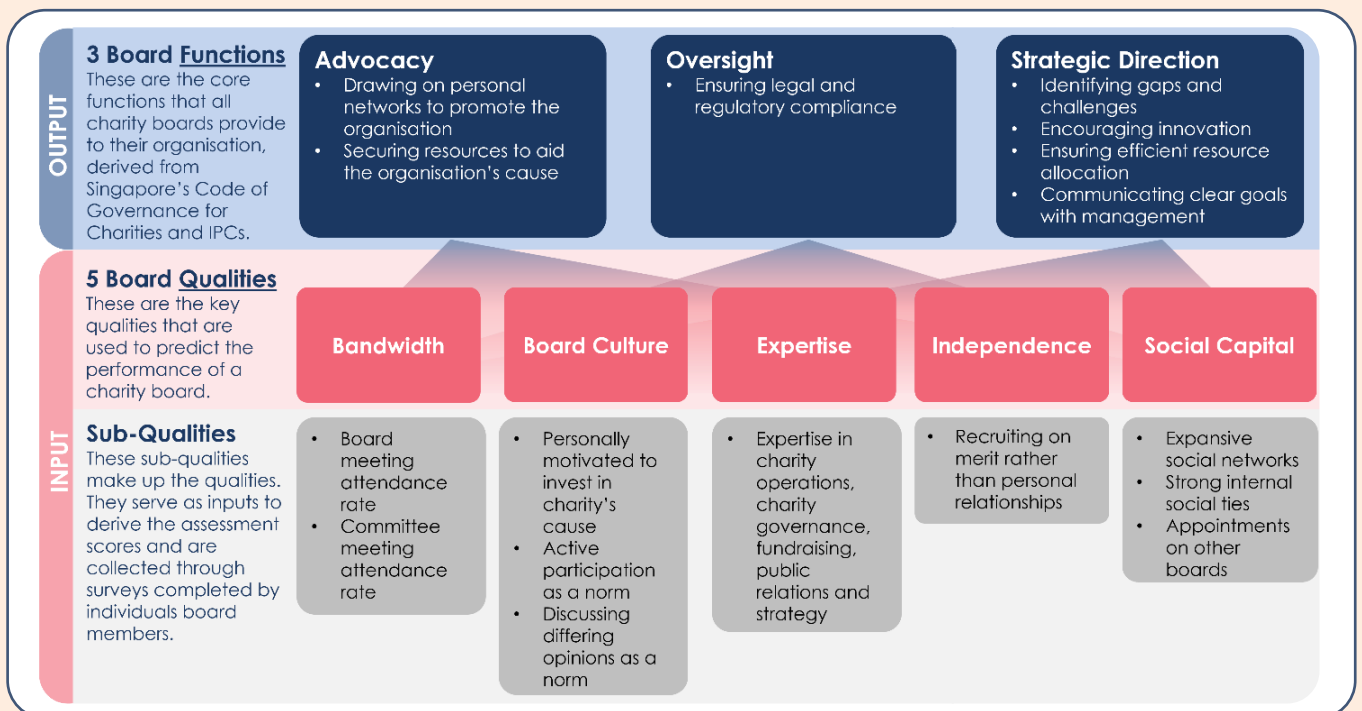 OUTPUT
3 Board Functions
These are the core
functions that all
charity boards provide
to their organisation,
derived from
Singapore's Code of
Governance for
Charities and IPCs.
Advocacy
• Drawing on personal
networks to promote the
organisation
• Securing resources to aid
the organisation's cause
Oversight
• Ensuring legal and
regulatory compliance
Strategic Direction
• Identifying gaps and
challenges
• Encouraging innovation
• Ensuring efficient resource
allocation
• Communicating clear goals
with management
INPUT
5 Board Qualities
These are the key
qualities that are
used to predict the
performance of a
charity board.
Bandwidth
Board Culture
Expertise
Independence
Social Capital
Sub-Qualities
These sub-qualities
make up the qualities.
They serve as inputs to
derive the assessment
scores and are
collected through
surveys completed by
individuals board
members.
• Board
meeting
attendance
rate
• Committee
meeting
attendance
rate
• Personally
motivated to
invest in
charity's
cause
• Active
participation
as a norm
• Discussing
differing
opinions as a
norm
• Expertise in
charity
operations,
charity
governance,
fundraising,
public
relations and
strategy
• Recruiting on
merit rather
than personal
relationships
• Expansive
social networks
• Strong internal
social ties
• Appointments
on other
boards